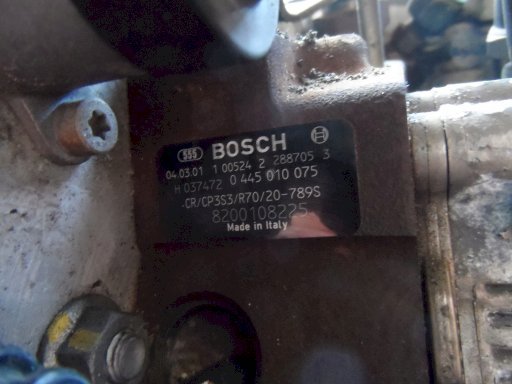 555 BOSCH
04.03.01 1 00524 2 288705 3
H 037472 0 445 010 075
.CR/CP3S3/R70/20-789S
8200108225
Made in Italy